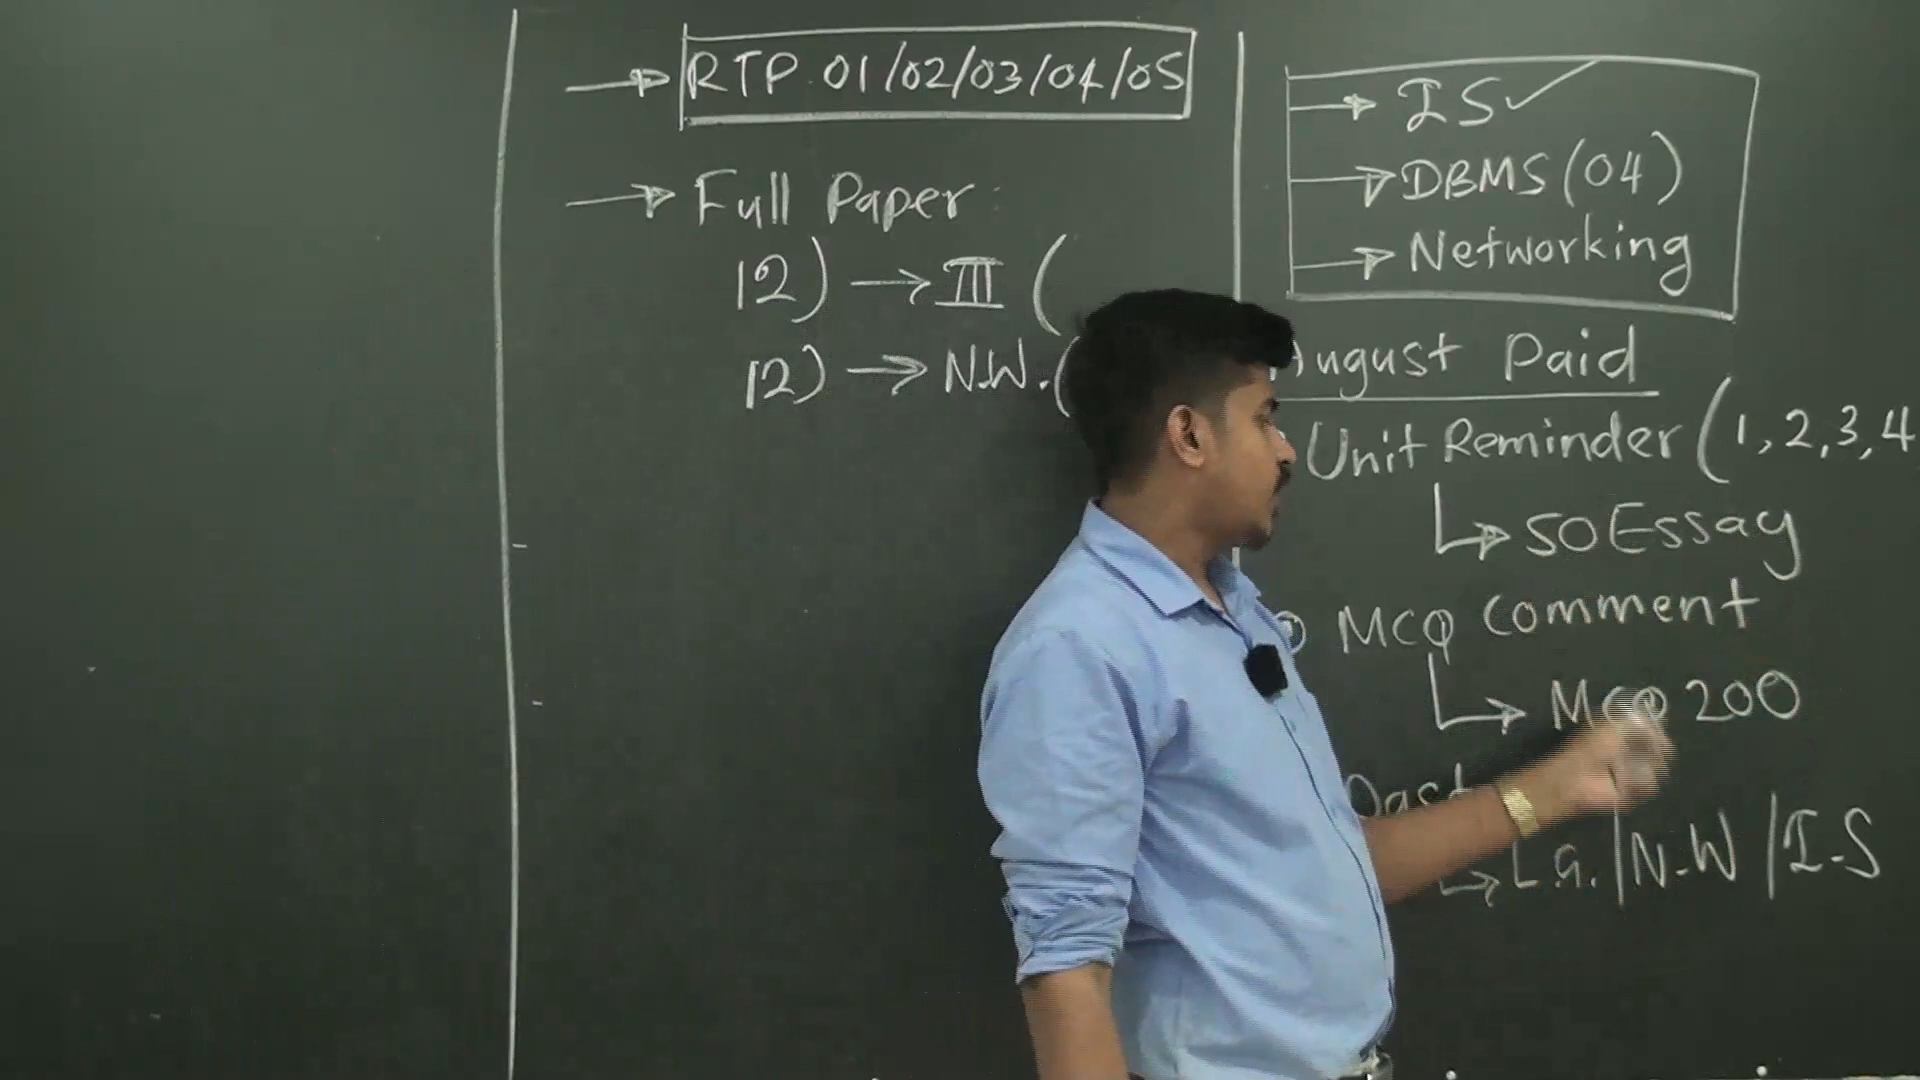 RTP 01/02/03/04/05
Full Paper :
12) → III (
12) → N.W. (
IS ✓
DBMS (04)
Networking
August Paid
Unit Reminder (1,2,3,4
50 Essay
MCQ Comment
MCQ 200
/N-W /I-S